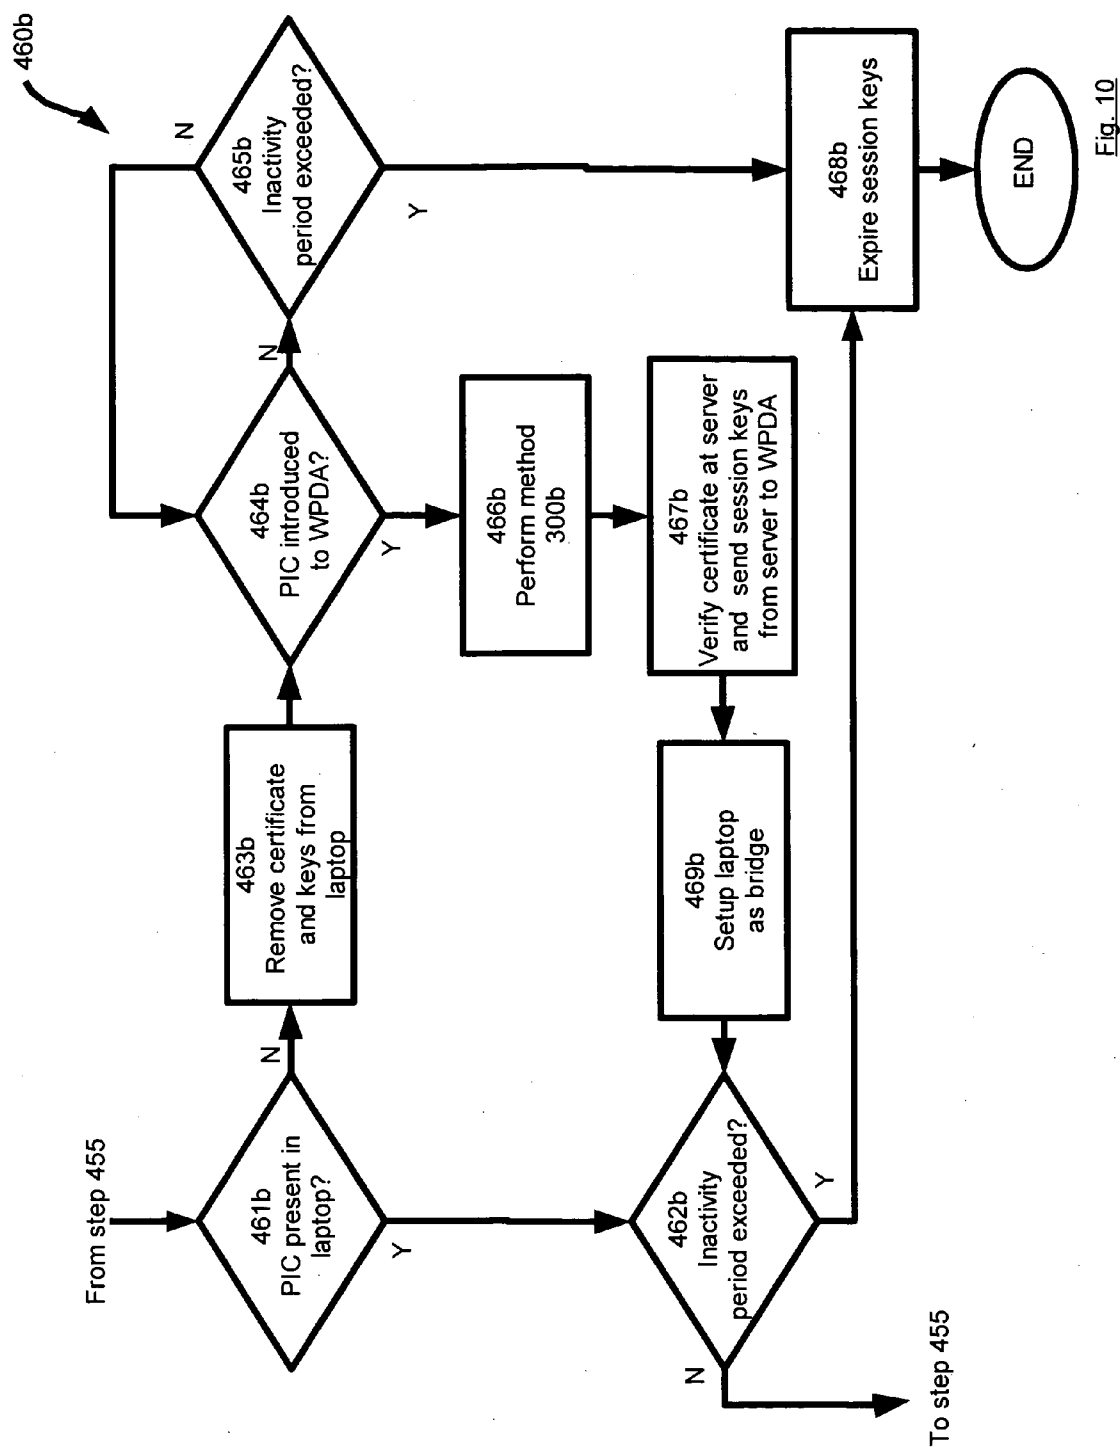 460b
From step 455
461b
PIC present in
laptop?
N
Y
463b
Remove certificate
and keys from
laptop
464b
PIC introduced
to WPDA?
N
Y
465b
Inactivity
period exceeded?
N
Y
466b
Perform method
300b
467b
Verify certificate at server
and send session keys
from server to WPDA
469b
Setup laptop
as bridge
462b
Inactivity
period exceeded?
N
Y
To step 455
468b
Expire session keys
END
Fig. 10